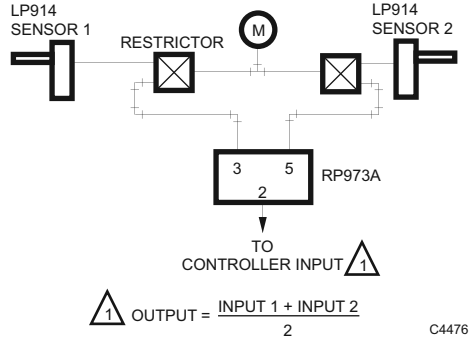 LP914
SENSOR 1
RESTRICTOR
M
LP914
SENSOR 2
3 5
RP973A
2
TO
CONTROLLER INPUT 1
1 OUTPUT = INPUT 1 + INPUT 2
2
C4476